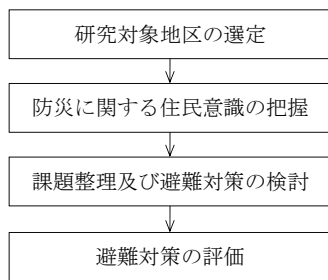 研究対象地区の選定
防災に関する住民意識の把握
課題整理及び避難対策の検討
避難対策の評価